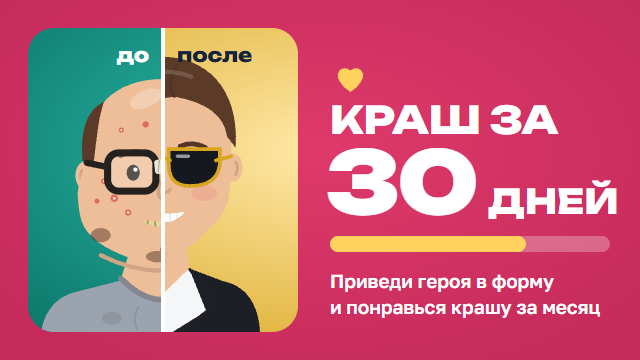 до после
КРАШ ЗА
30 ДНЕЙ
Приведи героя в форму
и понравься крашу за месяц